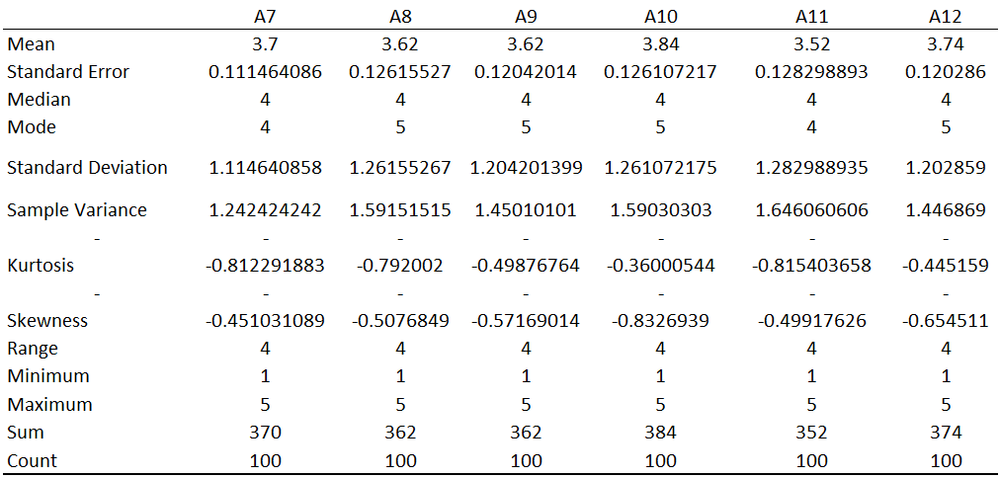 A7 A8 A9 A10 A11 A12
Mean 3.7 3.62 3.62 3.84 3.52 3.74
Standard Error 0.111464086 0.12615527 0.12042014 0.126107217 0.128298893 0.120286
Median 4 4 4 4 4 4
Mode 4 5 5 5 4 5
Standard Deviation 1.114640858 1.26155267 1.204201399 1.261072175 1.282988935 1.202859
Sample Variance 1.242424242 1.59151515 1.45010101 1.59030303 1.646060606 1.446869
- - - - - - -
Kurtosis -0.812291883 -0.792002 -0.49876764 -0.36000544 -0.815403658 -0.445159
- - - - - - -
Skewness -0.451031089 -0.5076849 -0.57169014 -0.8326939 -0.49917626 -0.654511
Range 4 4 4 4 4 4
Minimum 1 1 1 1 1 1
Maximum 5 5 5 5 5 5
Sum 370 362 362 384 352 374
Count 100 100 100 100 100 100